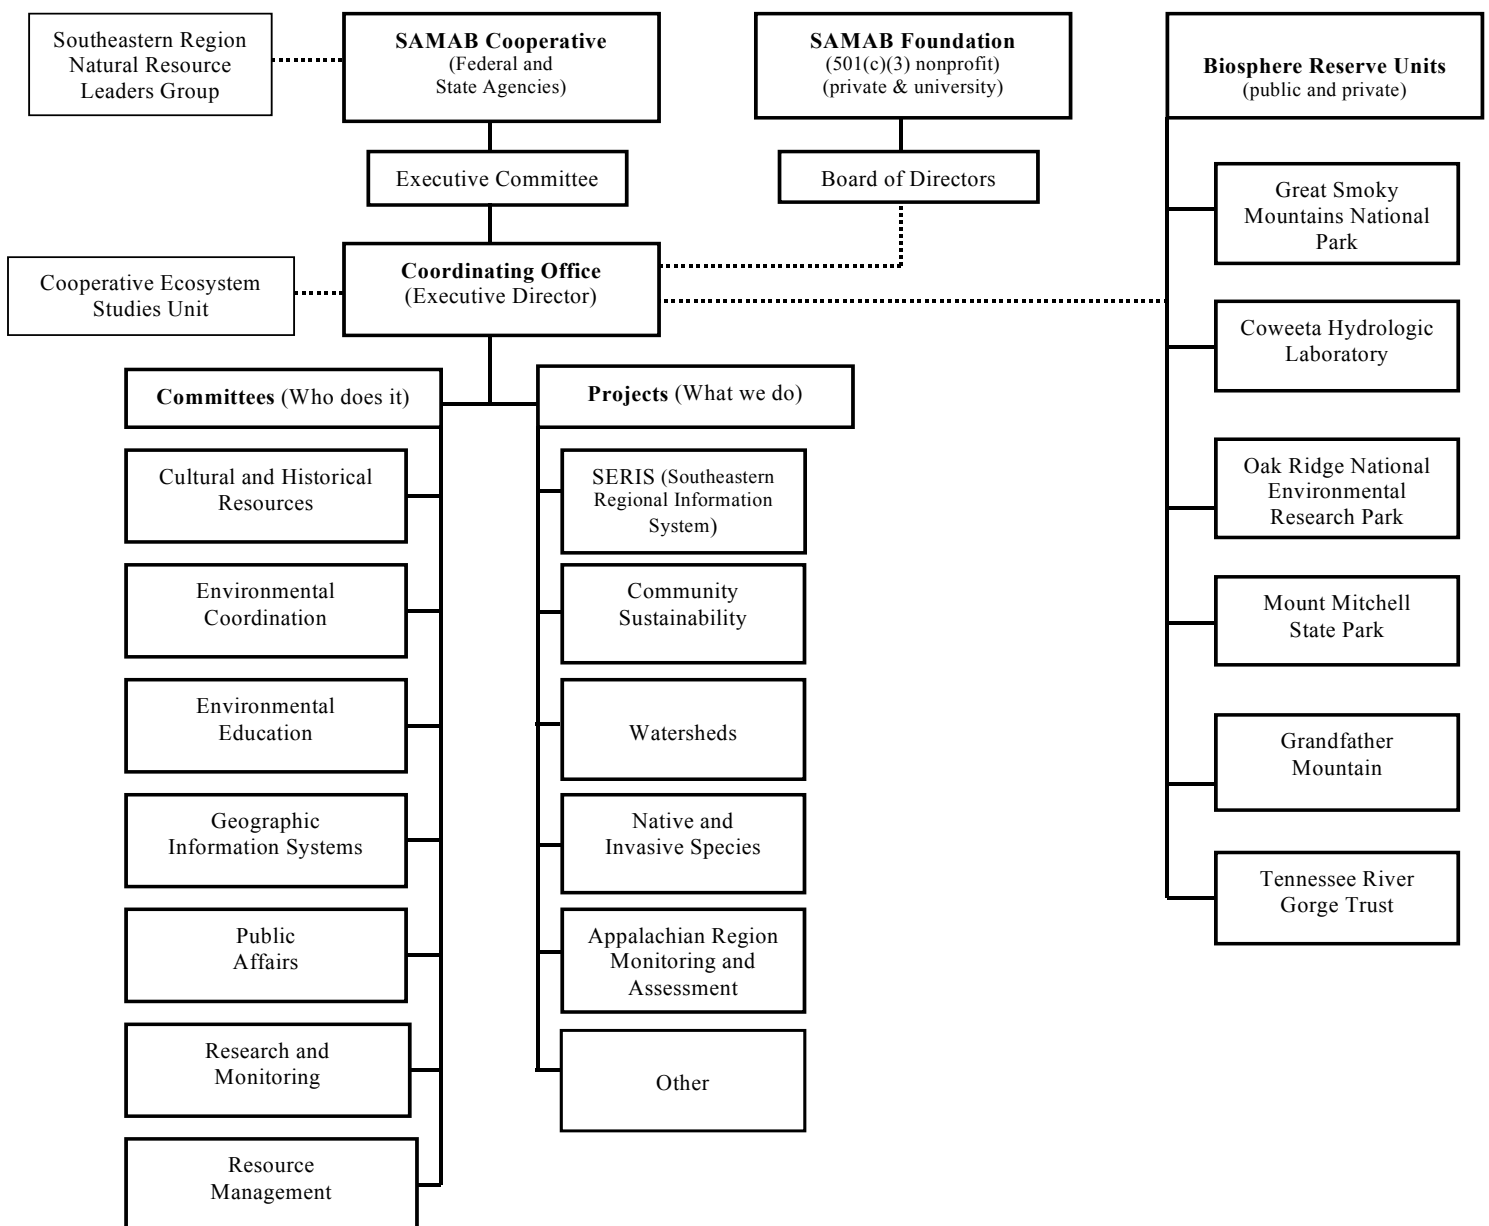 Southeastern Region
Natural Resource
Leaders Group
SAMAB Cooperative
(Federal and
State Agencies)
SAMAB Foundation
(501(c)(3) nonprofit)
(private & university)
Biosphere Reserve Units
(public and private)
Executive Committee
Board of Directors
Cooperative Ecosystem
Studies Unit
Coordinating Office
(Executive Director)
Committees (Who does it)
Cultural and Historical
Resources
Environmental
Coordination
Environmental
Education
Geographic
Information Systems
Public
Affairs
Research and
Monitoring
Resource
Management
Projects (What we do)
SERIS (Southeastern
Regional Information
System)
Community
Sustainability
Watersheds
Native and
Invasive Species
Appalachian Region
Monitoring and
Assessment
Other
Great Smoky
Mountains National
Park
Coweeta Hydrologic
Laboratory
Oak Ridge National
Environmental
Research Park
Mount Mitchell
State Park
Grandfather
Mountain
Tennessee River
Gorge Trust